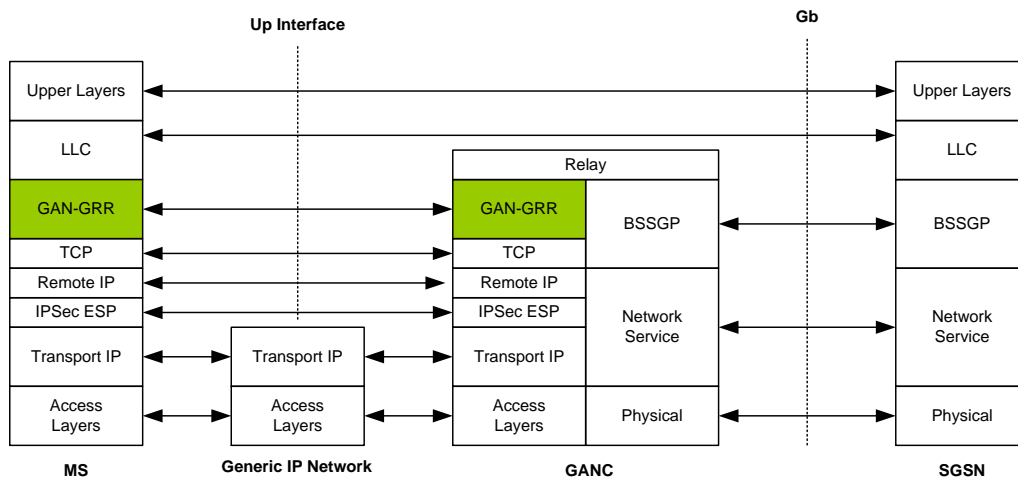 Up Interface
Gb
Upper Layers
Upper Layers
LLC
LLC
Relay
GAN-GRR
GAN-GRR
BSSGP
BSSGP
TCP
TCP
Remote IP
Remote IP
IPSec ESP
IPSec ESP
Network
Service
Network
Service
Transport IP
Transport IP
Transport IP
Access
Layers
Access
Layers
Access
Layers
Physical
Physical
MS
Generic IP Network
GANC
SGSN